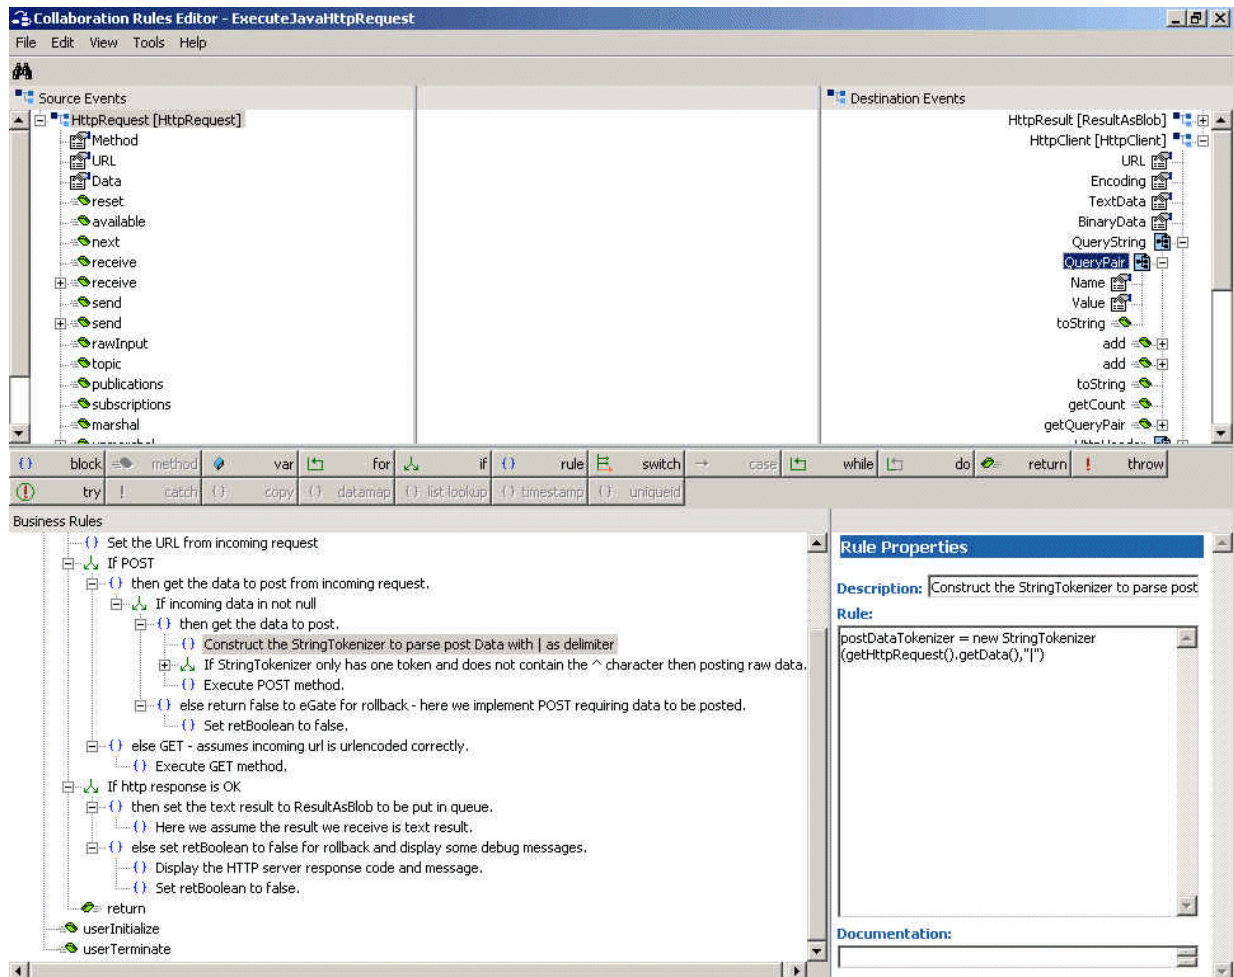 Collaboration Rules Editor - ExecuteJavaHttpRequest
File Edit View Tools Help
Source Events
HttpRequest [HttpRequest]
Method
URL
Data
reset
available
next
receive
receive
send
send
rawInput
topic
publications
subscriptions
marshal
Destination Events
HttpResult [ResultAsBlob]
HttpClient [HttpClient]
URL
Encoding
TextData
BinaryData
QueryString
QueryPair
Name
Value
toString
add
add
toString
getCount
getQueryPair
block method var for if rule switch case while do return throw
try catch copy datamap list lookup timestamp uniqueid
Business Rules
Set the URL from incoming request
If POST
then get the data to post from incoming request.
If incoming data in not null
then get the data to post.
Construct the StringTokenizer to parse post Data with | as delimiter
If StringTokenizer only has one token and does not contain the ^ character then posting raw data.
Execute POST method.
else return false to eGate for rollback - here we implement POST requiring data to be posted.
Set retBoolean to false.
else GET - assumes incoming url is urlencoded correctly.
Execute GET method.
If http response is OK
then set the text result to ResultAsBlob to be put in queue.
Here we assume the result we receive is text result.
else set retBoolean to false for rollback and display some debug messages.
Display the HTTP server response code and message.
Set retBoolean to false.
return
userInitialize
userTerminate
Rule Properties
Description: Construct the StringTokenizer to parse post
Rule:
postDataTokenizer = new StringTokenizer
(getHttpRequest().getData(),"|")
Documentation: